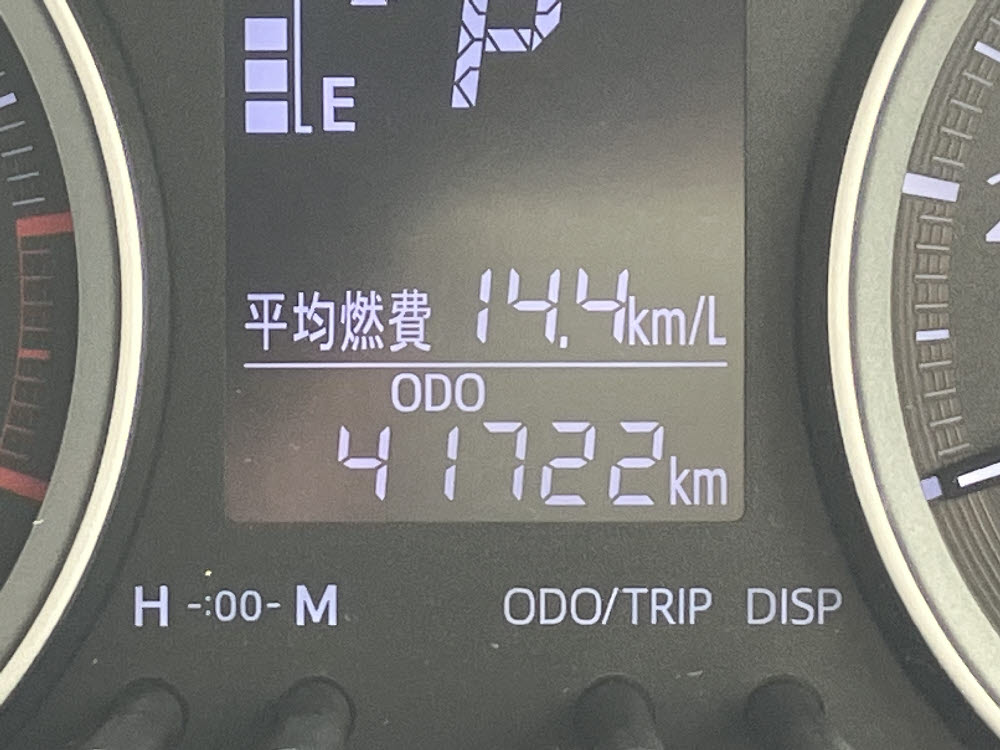 P
E
平均燃費 14.4km/L
ODO
41722km
H -:00- M ODO/TRIP DISP